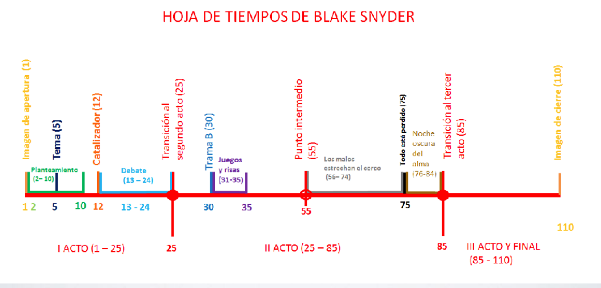 HOJA DE TIEMPOS DE BLAKE SNYDER
Imagen de apertura (1)
Tema (5)
Planteamiento
(2– 10)
Catalizador (12)
Debate
(13 – 24)
Transición al
segundo acto (25)
Trama B (30)
Juegos
y risas
(31-35)
Punto intermedio
(55)
Los malos
estrechan el cerco
(56– 74)
Todo está perdido (75)
Noche
oscura del
alma
(76-84)
Transición al tercer
acto (85)
Imagen de cierre (110)
1 2
5
10
12
13 - 24
25
30
35
55
75
85
110
I ACTO (1 – 25)
II ACTO (25 – 85)
III ACTO Y FINAL
(85 - 110)